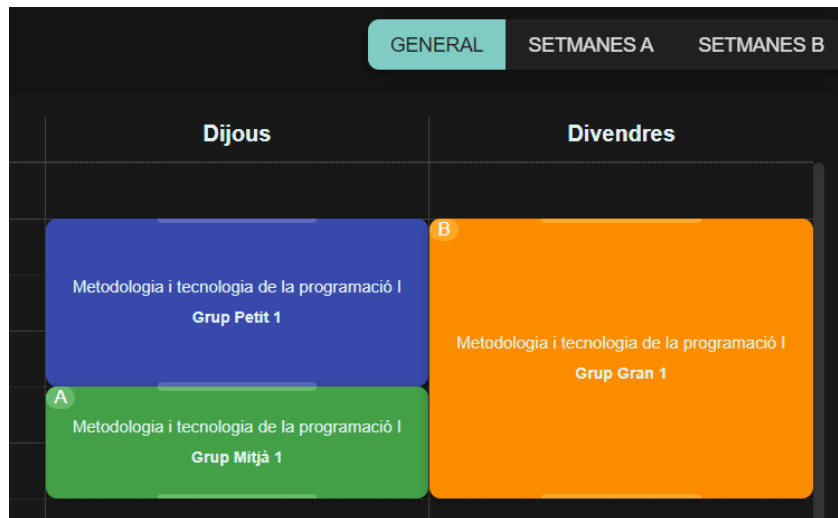 GENERAL SETMANES A SETMANES B
Dijous Divendres
Metodologia i tecnologia de la programació I
Grup Petit 1
A
Metodologia i tecnologia de la programació I
Grup Mitjà 1
B
Metodologia i tecnologia de la programació I
Grup Gran 1